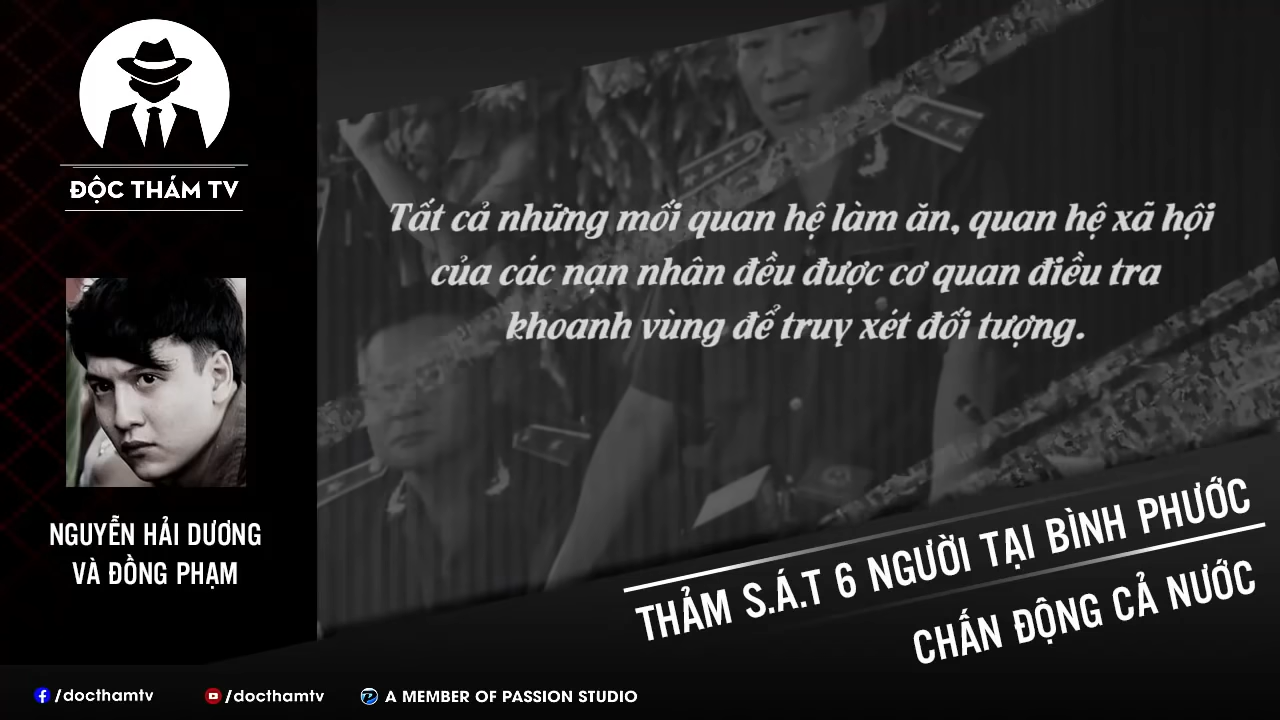 ĐỘC THÁM TV
NGUYỄN HẢI DƯƠNG
VÀ ĐỒNG PHẠM
Tất cả những mối quan hệ làm ăn, quan hệ xã hội
của các nạn nhân đều được cơ quan điều tra
khoanh vùng để truy xét đối tượng.
THẢM S.Á.T 6 NGƯỜI TẠI BÌNH PHƯỚC
CHẤN ĐỘNG CẢ NƯỚC
/docthamtv
/docthamtv
A MEMBER OF PASSION STUDIO